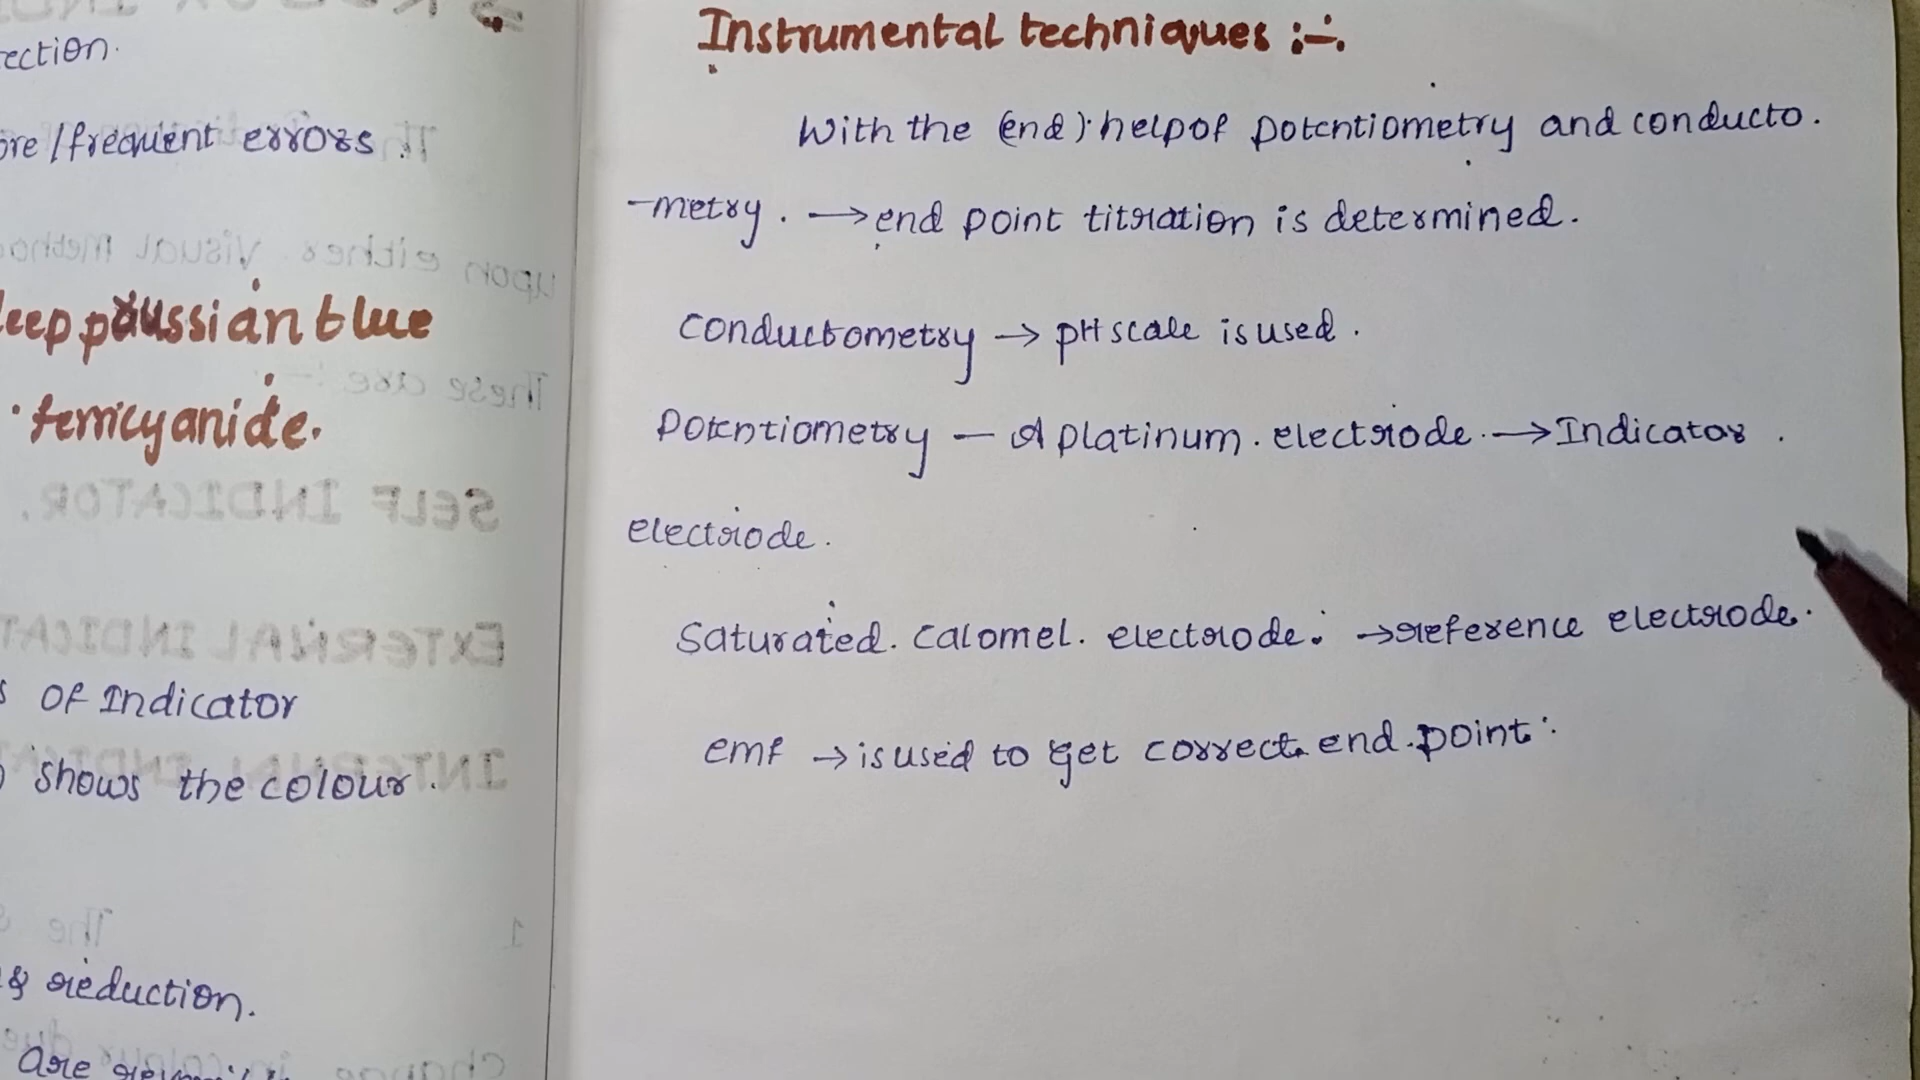 ection.
ore/frequent errors.
deep prussian blue
ferricyanide.
OF Indicator
shows the colour.
& reduction.
are
Instrumental techniques :-
With the (end) help of potentiometry and conducto.
-metry. → end point titration is determined.
conductometry → pH scale is used.
Potentiometry – A platinum. electrode. → Indicator.
electrode.
Saturated. calomel. electrode. → reference electrode.
emf → is used to get correct. end. point.